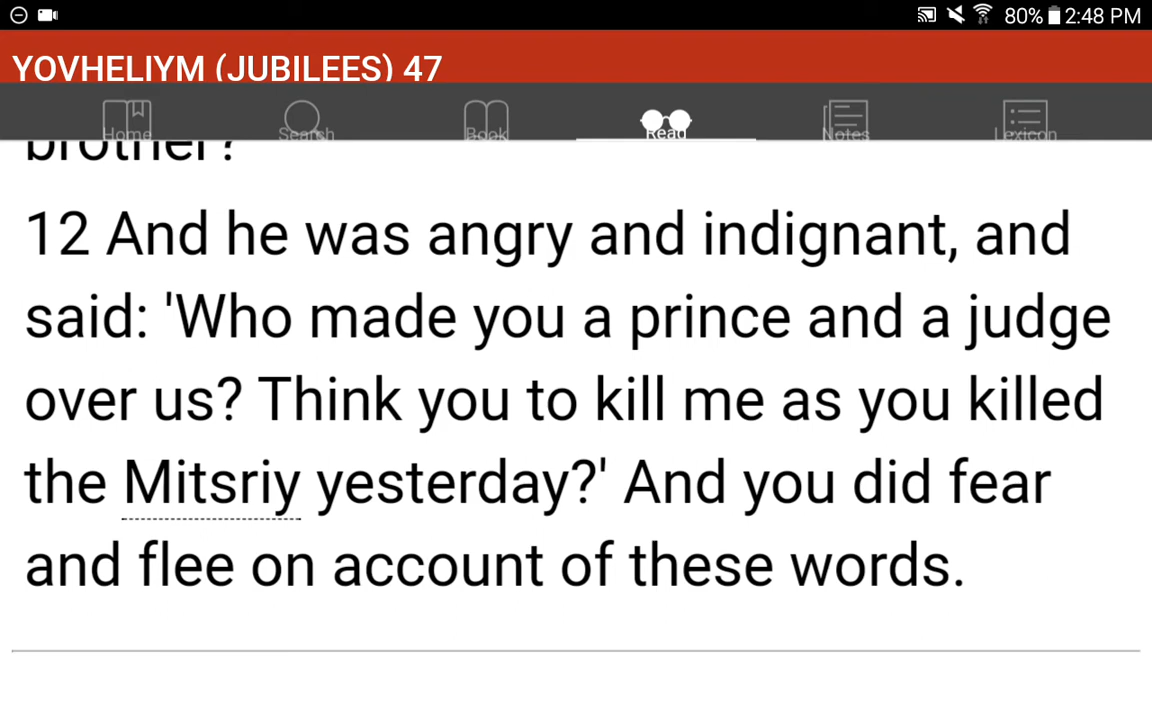 80% 2:48 PM
YOVHELIYM (JUBILEES) 47
Home Search Book Read Notes Lexicon
brother?
12 And he was angry and indignant, and
said: 'Who made you a prince and a judge
over us? Think you to kill me as you killed
the Mitsriy yesterday?' And you did fear
and flee on account of these words.